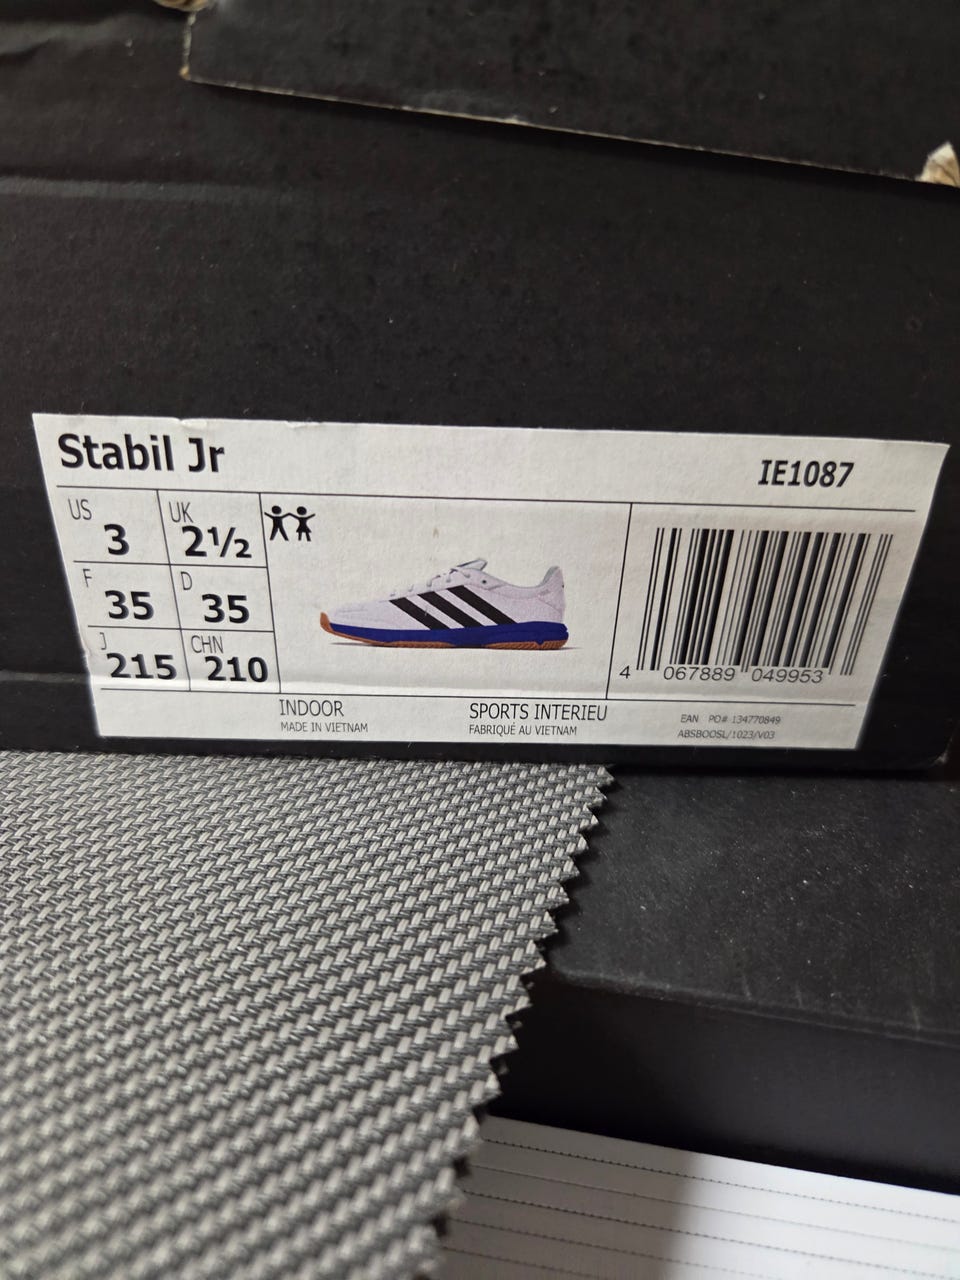 Stabil Jr
IE1087
US 3 UK 2½
F 35 D 35
J 215 CHN 210
4 067889 049953
INDOOR
MADE IN VIETNAM
SPORTS INTERIEU
FABRIQUÉ AU VIETNAM
EAN PO# 134770849
ABSBOOSL/1023/V03